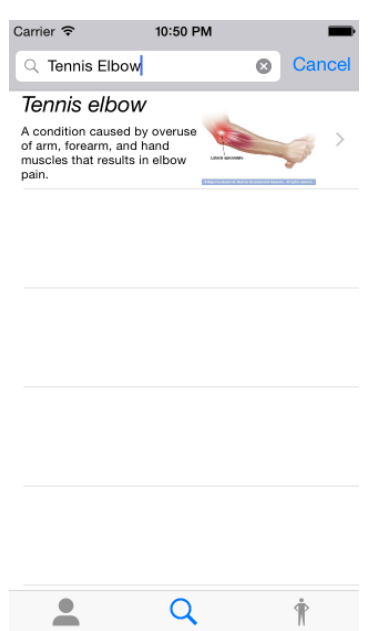 Carrier 10:50 PM
Tennis Elbow Cancel
Tennis elbow
A condition caused by overuse
of arm, forearm, and hand
muscles that results in elbow
pain.